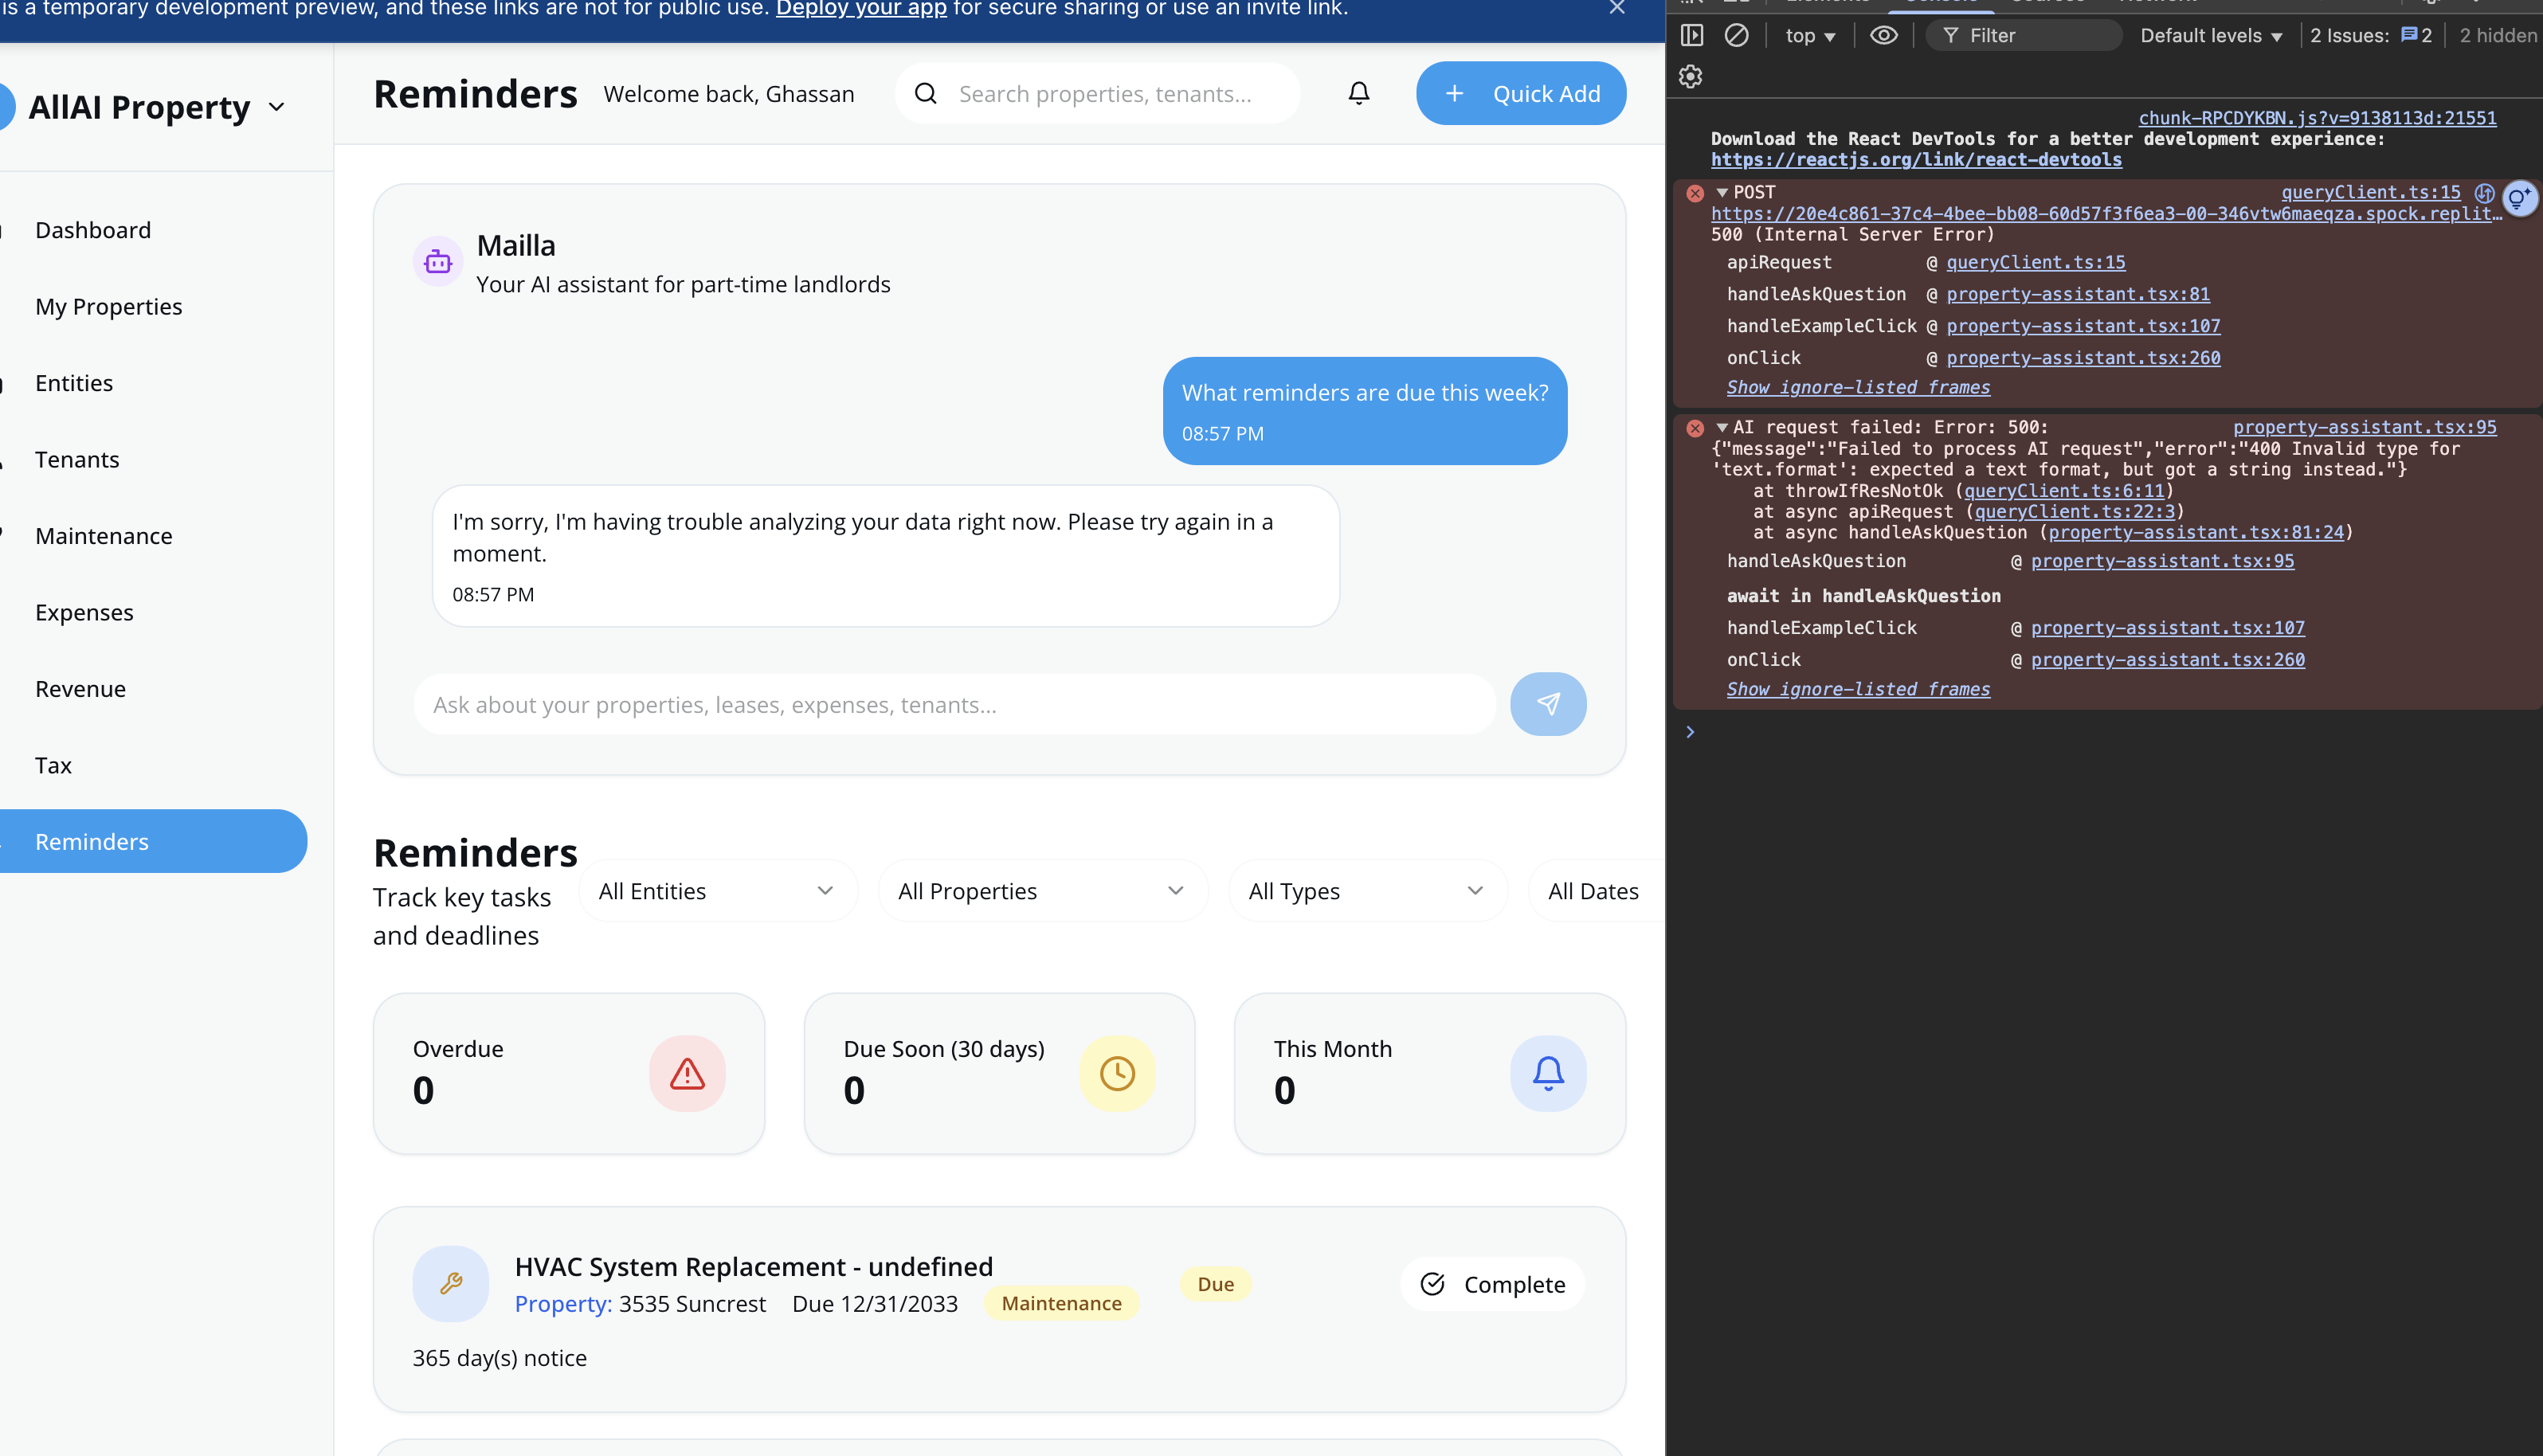 is a temporary development preview, and these links are not for public use. Deploy your app for secure sharing or use an invite link.
AllAI Property
Reminders
Welcome back, Ghassan
Search properties, tenants...
Quick Add
Dashboard
My Properties
Entities
Tenants
Maintenance
Expenses
Revenue
Tax
Reminders
Mailla
Your AI assistant for part-time landlords
What reminders are due this week?
08:57 PM
I'm sorry, I'm having trouble analyzing your data right now. Please try again in a
moment.
08:57 PM
Ask about your properties, leases, expenses, tenants...
Reminders
Track key tasks
and deadlines
All Entities
All Properties
All Types
All Dates
Overdue
0
Due Soon (30 days)
0
This Month
0
HVAC System Replacement - undefined
Property: 3535 Suncrest Due 12/31/2033 Maintenance
Due
Complete
365 day(s) notice
top
Filter
Default levels
2 Issues: 2
2 hidden
chunk-RPCDYKBN.js?v=9138113d:21551
Download the React DevTools for a better development experience:
https://reactjs.org/link/react-devtools
POST queryClient.ts:15
https://20e4c861-37c4-4bee-bb08-60d57f3f6ea3-00-346vtw6maeqza.spock.replit…
500 (Internal Server Error)
apiRequest @ queryClient.ts:15
handleAskQuestion @ property-assistant.tsx:81
handleExampleClick @ property-assistant.tsx:107
onClick @ property-assistant.tsx:260
Show ignore-listed frames
AI request failed: Error: 500: property-assistant.tsx:95
{"message":"Failed to process AI request","error":"400 Invalid type for
'text.format': expected a text format, but got a string instead."}
at throwIfResNotOk (queryClient.ts:6:11)
at async apiRequest (queryClient.ts:22:3)
at async handleAskQuestion (property-assistant.tsx:81:24)
handleAskQuestion @ property-assistant.tsx:95
await in handleAskQuestion
handleExampleClick @ property-assistant.tsx:107
onClick @ property-assistant.tsx:260
Show ignore-listed frames